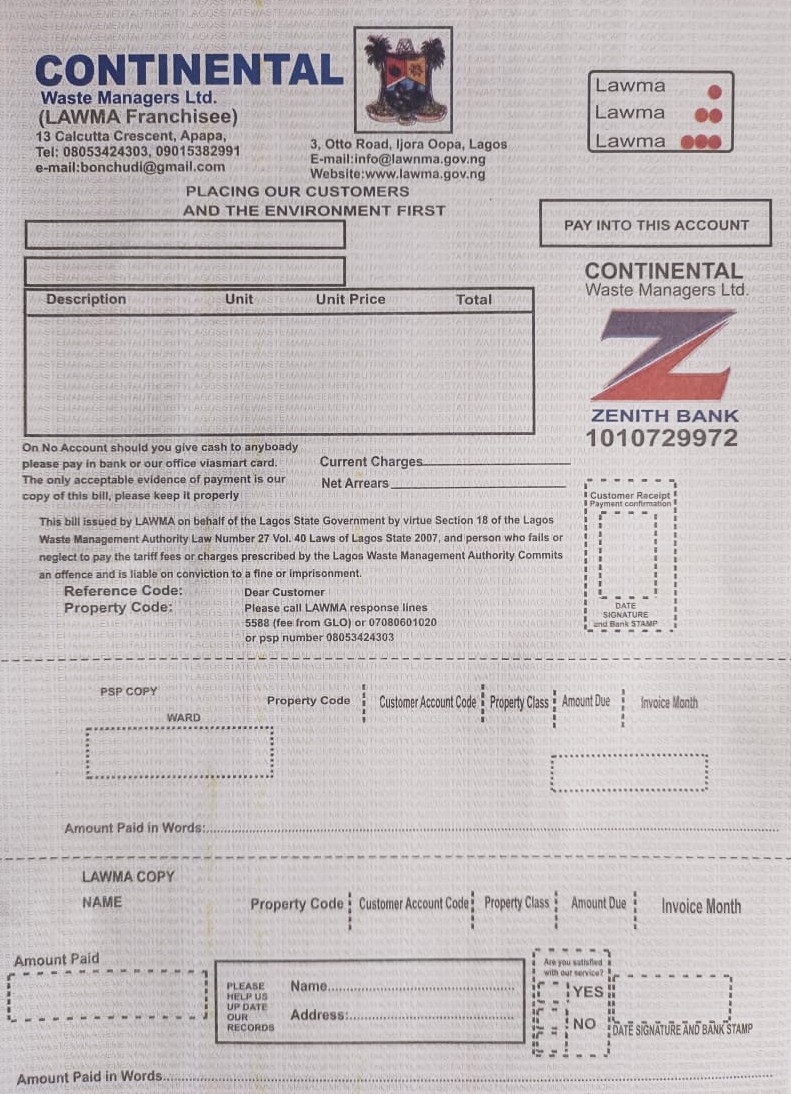 CONTINENTAL
Waste Managers Ltd.
(LAWMA Franchisee)
13 Calcutta Crescent, Apapa,
Tel: 08053424303, 09015382991
e-mail:bonchudi@gmail.com
3, Otto Road, Ijora Oopa, Lagos
E-mail:info@lawnma.gov.ng
Website:www.lawma.gov.ng
Lawma
Lawma
Lawma
PLACING OUR CUSTOMERS
AND THE ENVIRONMENT FIRST
PAY INTO THIS ACCOUNT
CONTINENTAL
Waste Managers Ltd.
ZENITH BANK
1010729972
Description Unit Unit Price Total
On No Account should you give cash to anyboady
please pay in bank or our office viasmart card.
The only acceptable evidence of payment is our
copy of this bill, please keep it properly
Current Charges
Net Arrears
Customer Receipt
Payment confirmation
DATE
SIGNATURE
and Bank STAMP
This bill issued by LAWMA on behalf of the Lagos State Government by virtue Section 18 of the Lagos
Waste Management Authority Law Number 27 Vol. 40 Laws of Lagos State 2007, and person who fails or
neglect to pay the tariff fees or charges prescribed by the Lagos Waste Management Authority Commits
an offence and is liable on conviction to a fine or imprisonment.
Reference Code:
Property Code:
Dear Customer
Please call LAWMA response lines
5588 (fee from GLO) or 07080601020
or psp number 08053424303
PSP COPY
WARD
Property Code Customer Account Code Property Class Amount Due Invoice Month
Amount Paid in Words:
LAWMA COPY
NAME
Property Code Customer Account Code Property Class Amount Due Invoice Month
Amount Paid
PLEASE
HELP US
UP DATE
OUR
RECORDS
Name
Address:
Are you satisfied
with our service?
YES
NO
DATE SIGNATURE AND BANK STAMP
Amount Paid in Words